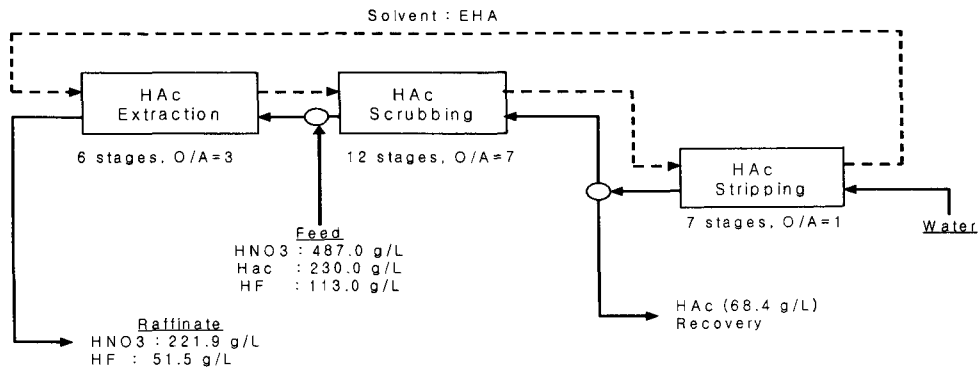 Solvent : EHA
HAc
Extraction
HAc
Scrubbing
6 stages, O/A=3
12 stages, O/A=7
HAc
Stripping
7 stages, O/A=1
Water
Feed
HNO3 : 487.0 g/L
Hac : 230.0 g/L
HF : 113.0 g/L
HAc (68.4 g/L)
Recovery
Raffinate
HNO3 : 221.9 g/L
HF : 51.5 g/L